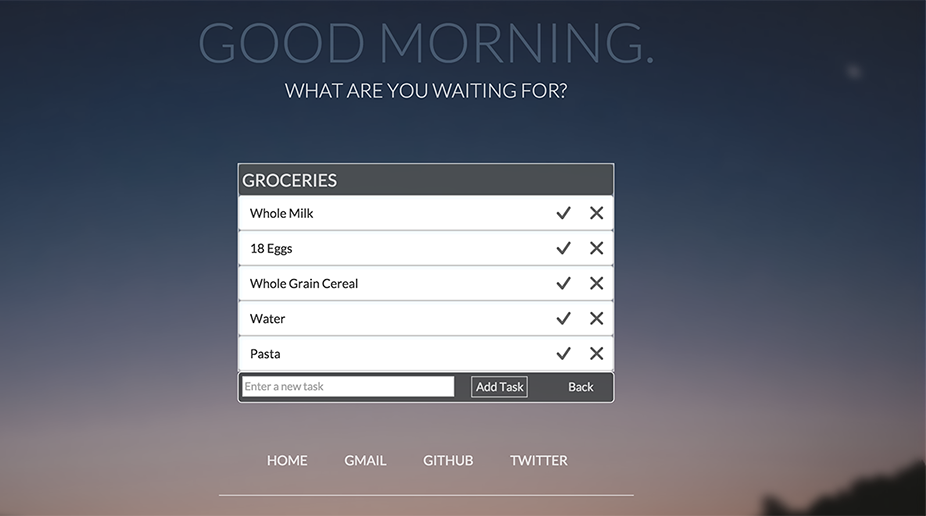 GOOD MORNING.
WHAT ARE YOU WAITING FOR?
GROCERIES
Whole Milk
18 Eggs
Whole Grain Cereal
Water
Pasta
Enter a new task Add Task Back
HOME GMAIL GITHUB TWITTER